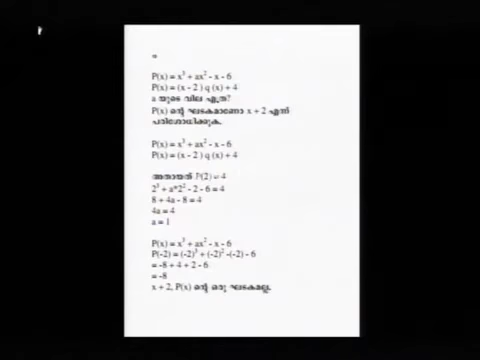 P(x) = x³ + ax² - x - 6
P(x) = (x - 2 ) q (x) + 4
a യുടെ വില എത്ര?
P(x) ന്റെ ഘടകമാണോ x + 2 എന്ന്
പരിശോധിക്കുക.
P(x) = x³ + ax² - x - 6
P(x) = (x - 2 ) q (x) + 4
അതായത് P(2) = 4
2³ + a*2² - 2 - 6 = 4
8 + 4a - 8 = 4
4a = 4
a = 1
P(x) = x³ + ax² - x - 6
P(-2) = (-2)³ + (-2)² -(-2) - 6
= -8 + 4 + 2 - 6
= -8
x + 2, P(x) ന്റെ ഒരു ഘടകമല്ല.